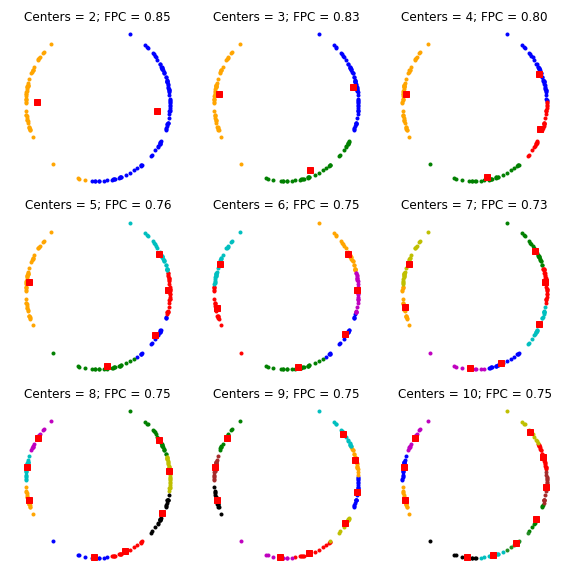 Centers = 2; FPC = 0.85
Centers = 3; FPC = 0.83
Centers = 4; FPC = 0.80
Centers = 5; FPC = 0.76
Centers = 6; FPC = 0.75
Centers = 7; FPC = 0.73
Centers = 8; FPC = 0.75
Centers = 9; FPC = 0.75
Centers = 10; FPC = 0.75